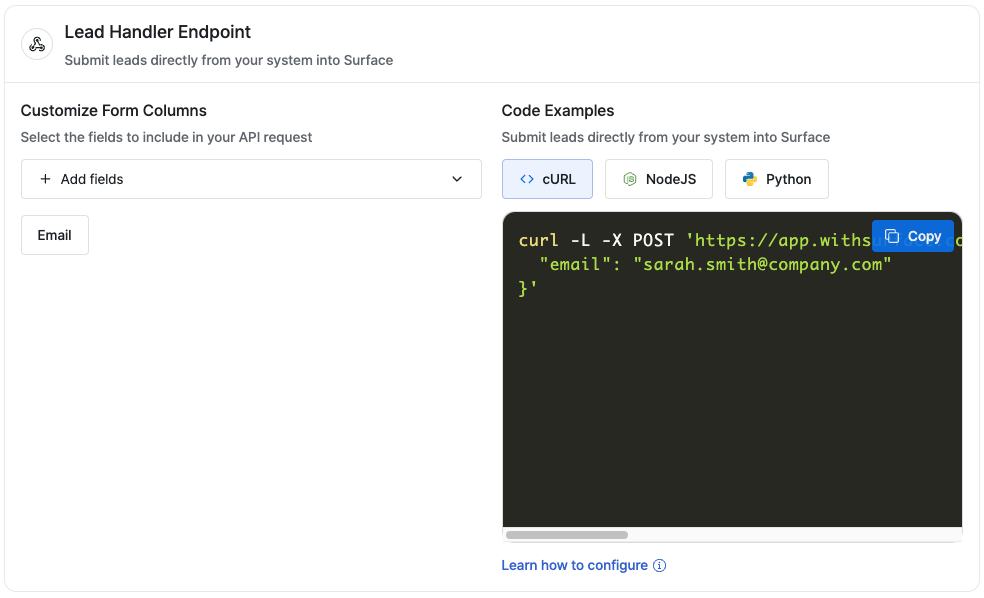 Lead Handler Endpoint
Submit leads directly from your system into Surface
Customize Form Columns
Select the fields to include in your API request
+ Add fields
Email
Code Examples
Submit leads directly from your system into Surface
<> cURL
NodeJS
Python
Copy
curl -L -X POST 'https://app.withsu
"email": "sarah.smith@company.com"
}'
Learn how to configure